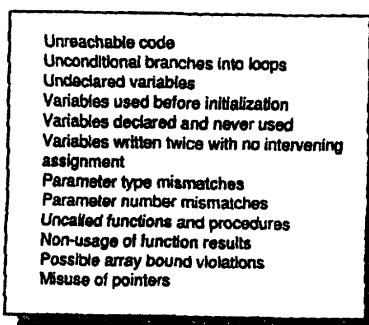 Unreachable code
Unconditional branches into loops
Undeclared variables
Variables used before initialization
Variables declared and never used
Variables written twice with no intervening
assignment
Parameter type mismatches
Parameter number mismatches
Uncalled functions and procedures
Non-usage of function results
Possible array bound violations
Misuse of pointers